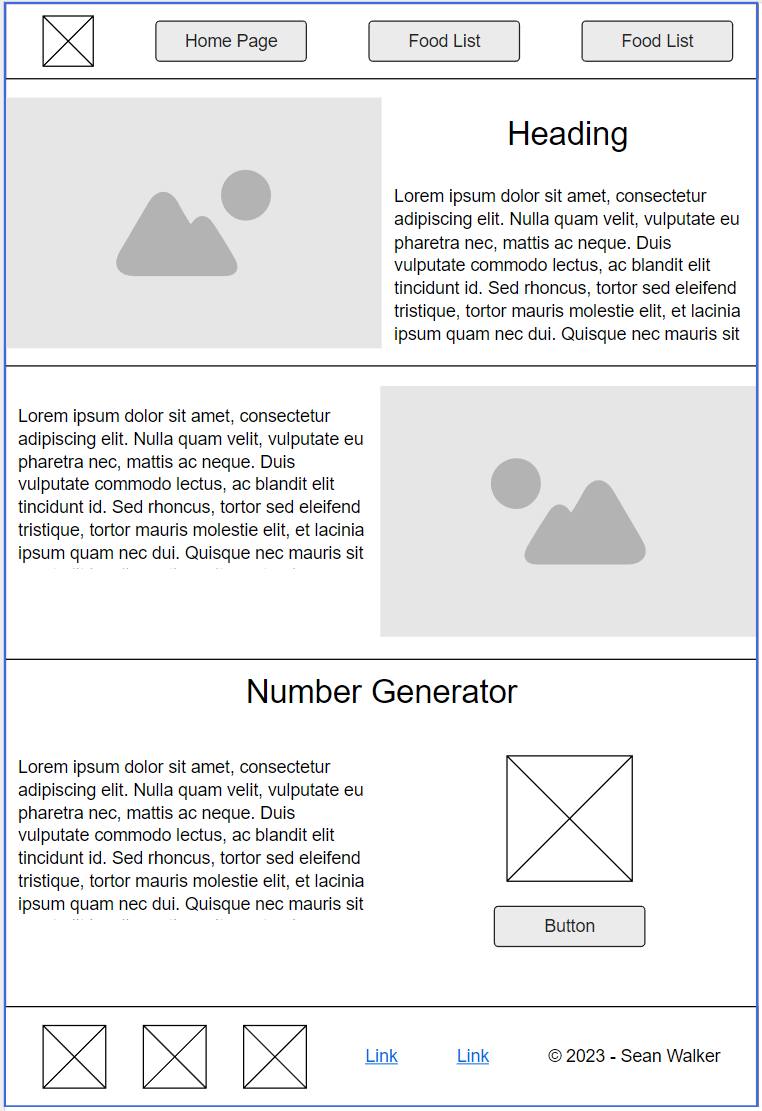 Home Page
Food List
Food List
Heading
Lorem ipsum dolor sit amet, consectetur
adipiscing elit. Nulla quam velit, vulputate eu
pharetra nec, mattis ac neque. Duis
vulputate commodo lectus, ac blandit elit
tincidunt id. Sed rhoncus, tortor sed eleifend
tristique, tortor mauris molestie elit, et lacinia
ipsum quam nec dui. Quisque nec mauris sit
Lorem ipsum dolor sit amet, consectetur
adipiscing elit. Nulla quam velit, vulputate eu
pharetra nec, mattis ac neque. Duis
vulputate commodo lectus, ac blandit elit
tincidunt id. Sed rhoncus, tortor sed eleifend
tristique, tortor mauris molestie elit, et lacinia
ipsum quam nec dui. Quisque nec mauris sit
Number Generator
Lorem ipsum dolor sit amet, consectetur
adipiscing elit. Nulla quam velit, vulputate eu
pharetra nec, mattis ac neque. Duis
vulputate commodo lectus, ac blandit elit
tincidunt id. Sed rhoncus, tortor sed eleifend
tristique, tortor mauris molestie elit, et lacinia
ipsum quam nec dui. Quisque nec mauris sit
Button
Link
Link
© 2023 - Sean Walker